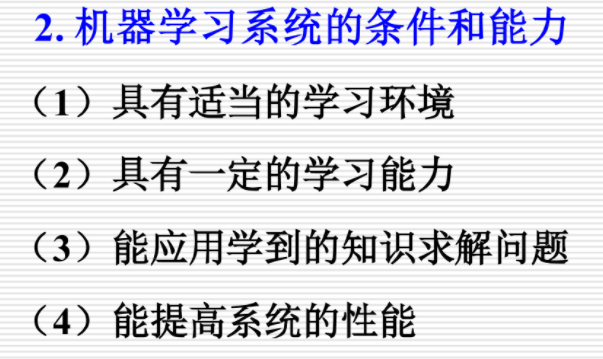 2. 机器学习系统的条件和能力
（1）具有适当的学习环境
（2）具有一定的学习能力
（3）能应用学到的知识求解问题
（4）能提高系统的性能